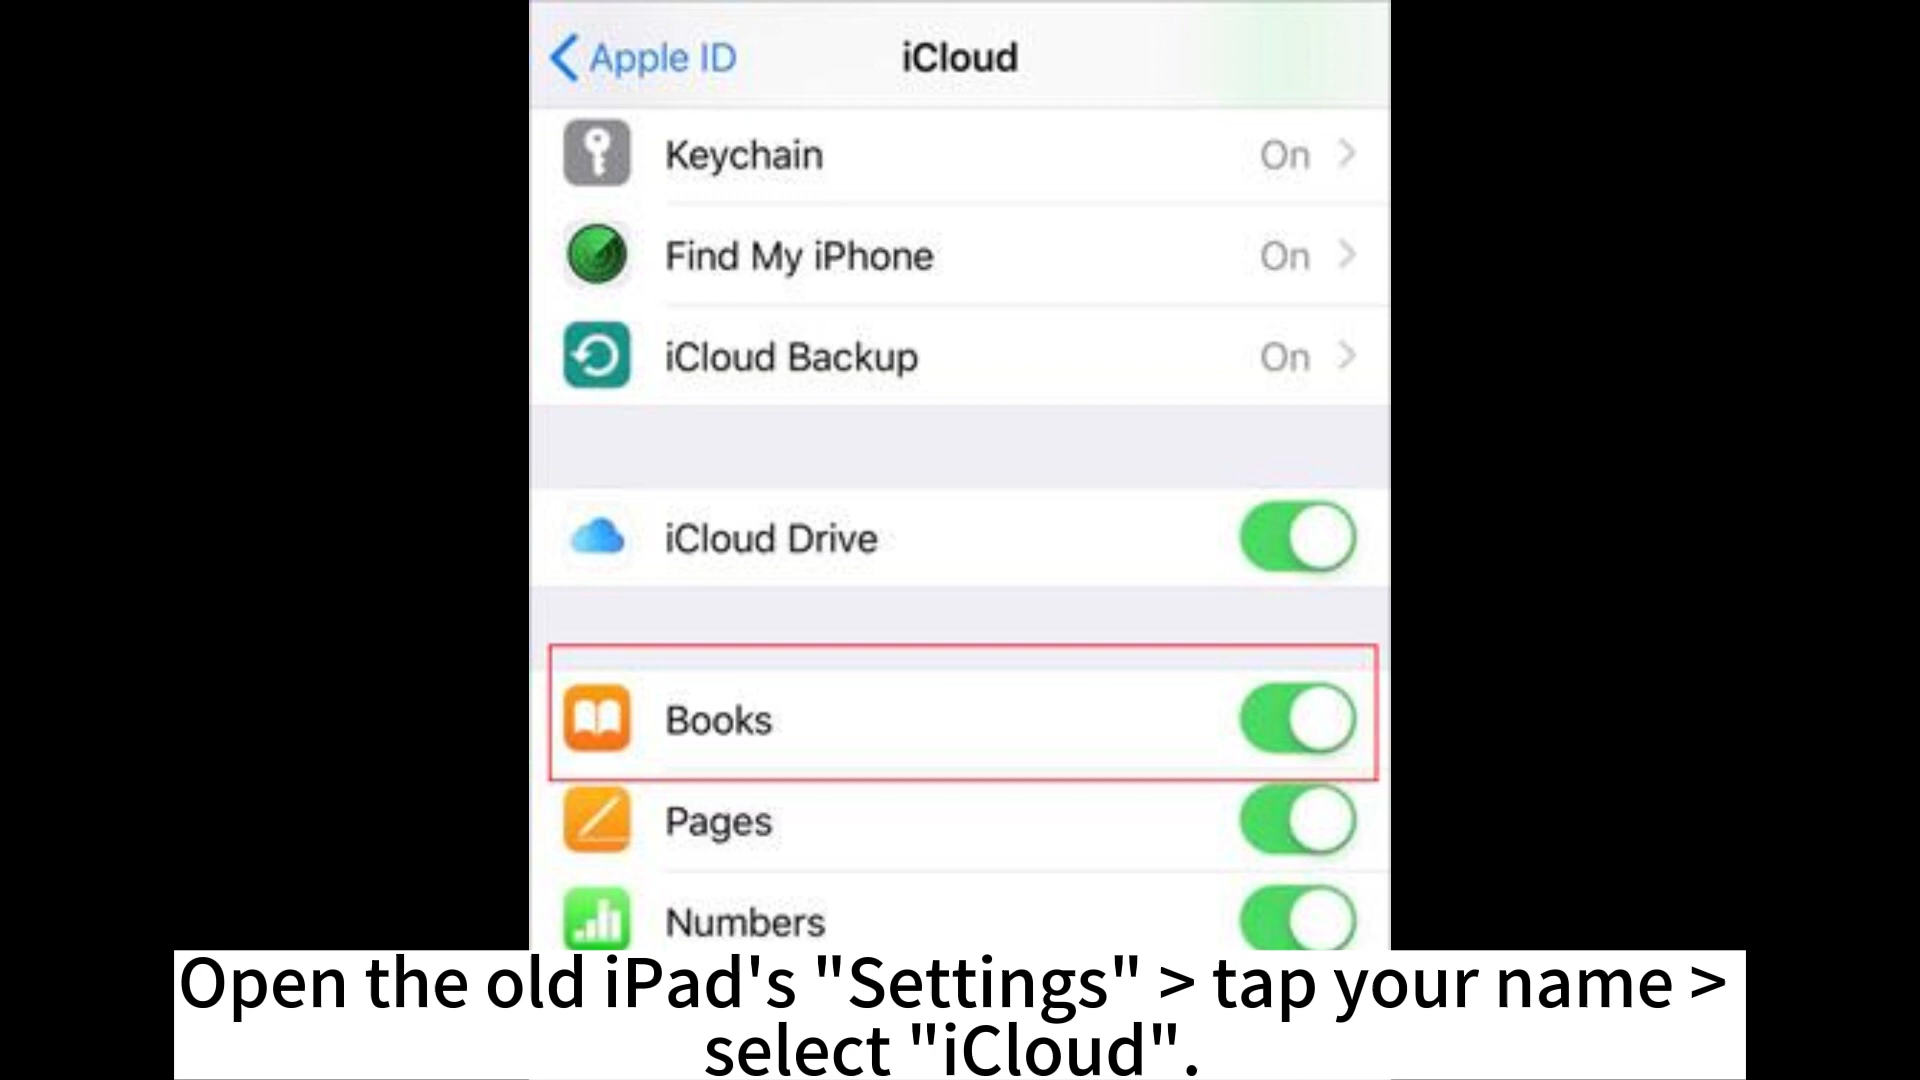 Apple ID iCloud
Keychain On
Find My iPhone On
iCloud Backup On
iCloud Drive
Books
Pages
Numbers
Open the old iPad's "Settings" > tap your name >
select "iCloud".